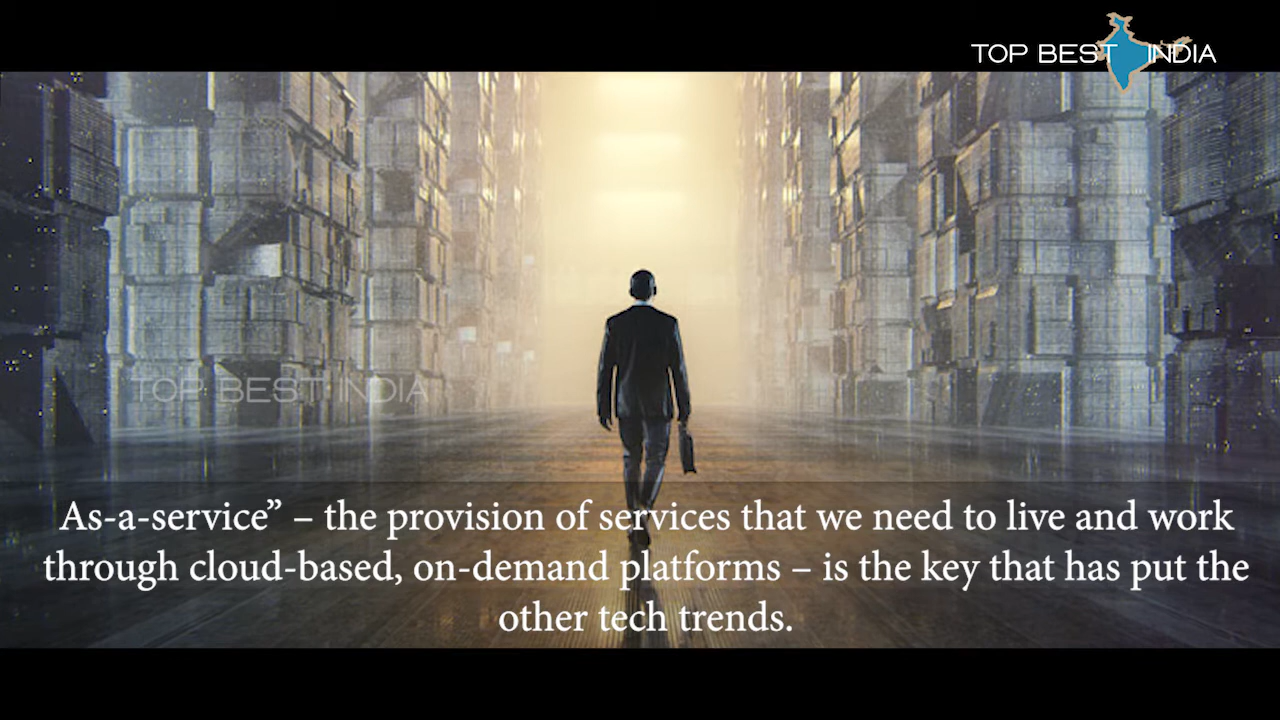 TOP BEST INDIA
TOP BEST INDIA
As-a-service” – the provision of services that we need to live and work
through cloud-based, on-demand platforms – is the key that has put the
other tech trends.